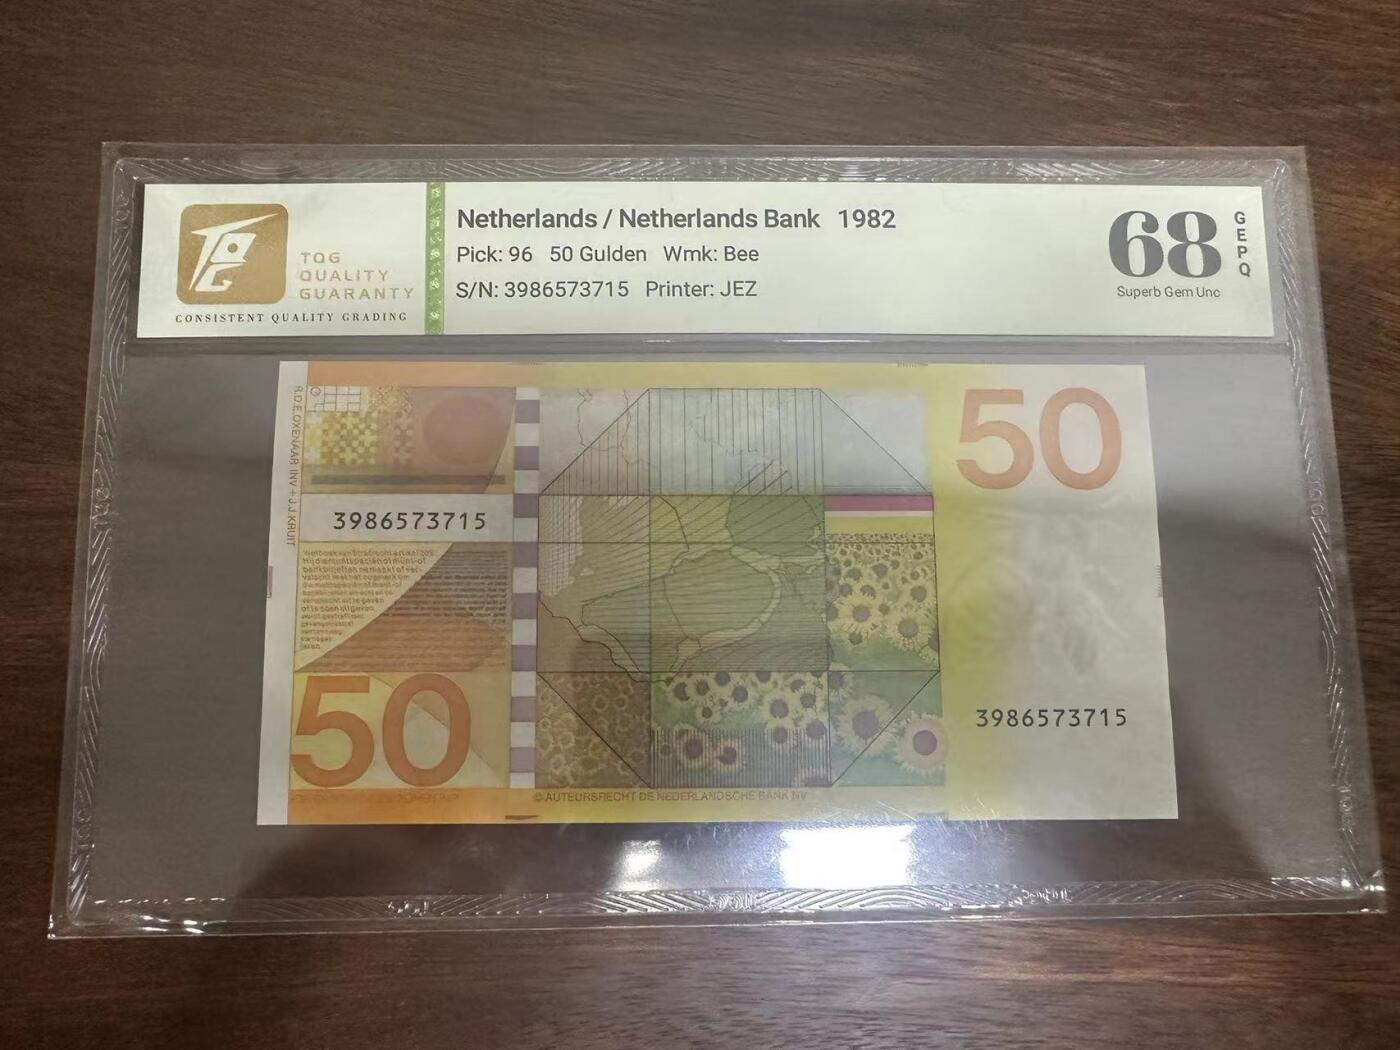 TQG
QUALITY
GUARANTY
CONSISTENT QUALITY GRADING
Netherlands / Netherlands Bank 1982
Pick: 96 50 Gulden Wmk: Bee
S/N: 3986573715 Printer: JEZ
68
GEPQ
Superb Gem Unc
R.D.E. OXENAAR INV + J.J. KRUIT
50
3986573715
50
3986573715
© AUTEURSRECHT DE NEDERLANDSCHE BANK NV